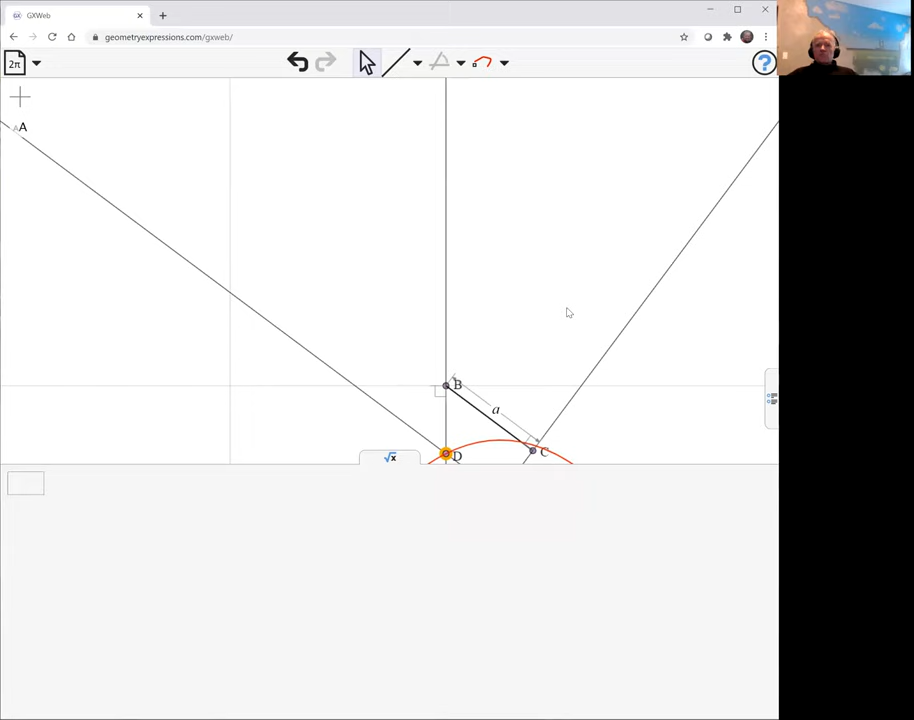 GXWeb
geometryexpressions.com/gxweb/
2π
?
A A
B
a
C
D
√x